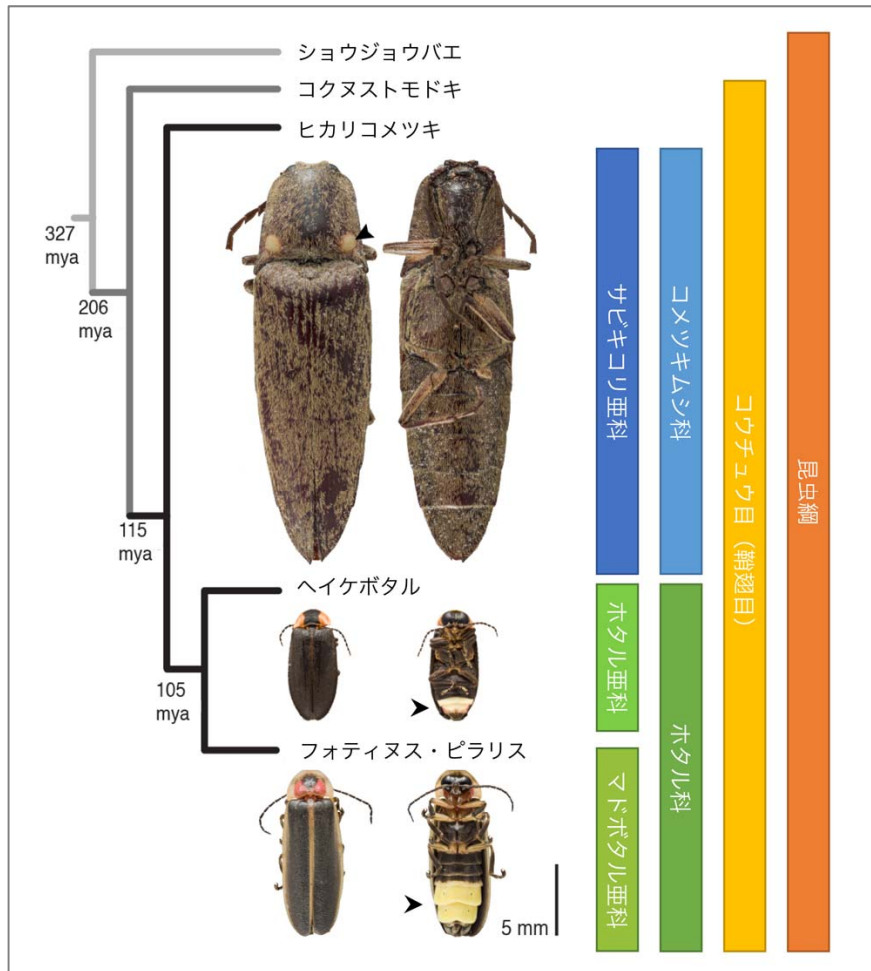 ショウジョウバエ
コクヌストモドキ
ヒカリコメツキ
327
mya
206
mya
115
mya
ヘイケボタル
105
mya
フォティヌス・ピラリス
5 mm
サビキコリ亜科
コメツキムシ科
ホタル亜科
マドボタル亜科
ホタル科
コウチュウ目（鞘翅目）
昆虫綱